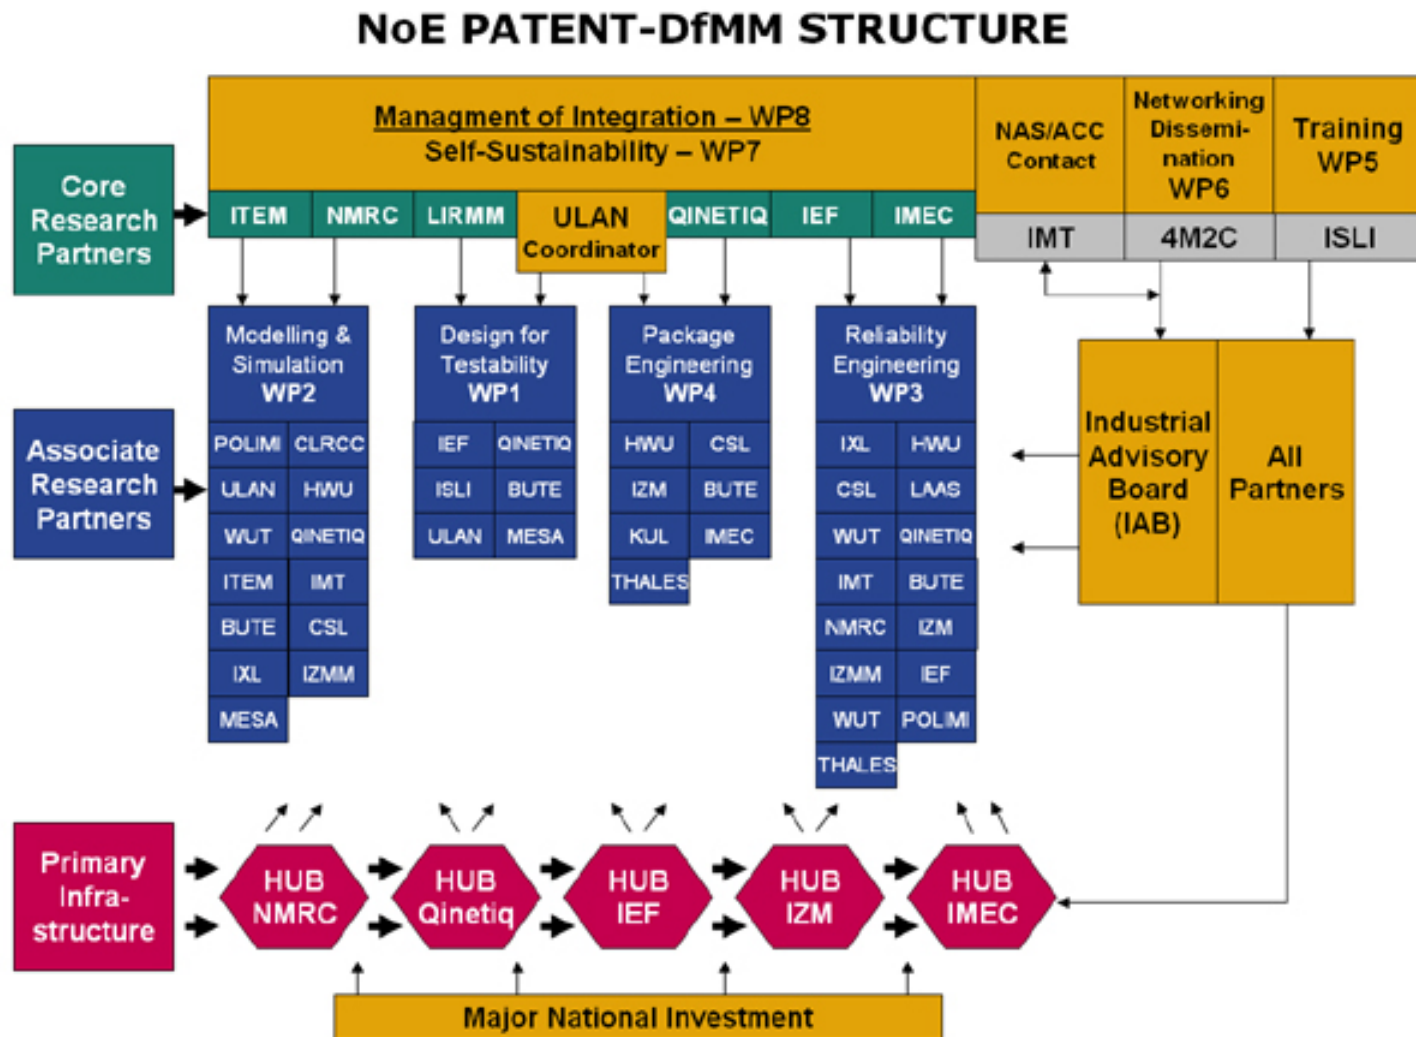 NoE PATENT-DfMM STRUCTURE
Managment of Integration – WP8
Self-Sustainability – WP7
NAS/ACC
Contact
Networking
Dissemi-
nation
WP6
Training
WP5
Core
Research
Partners
ITEM
NMRC
LIRMM
ULAN
Coordinator
QINETIQ
IEF
IMEC
IMT
4M2C
ISLI
Modelling &
Simulation
WP2
Design for
Testability
WP1
Package
Engineering
WP4
Reliability
Engineering
WP3
Associate
Research
Partners
POLIMI CLRCC
ULAN HWU
WUT QINETIQ
ITEM IMT
BUTE CSL
IXL IZMM
MESA
IEF QINETIQ
ISLI BUTE
ULAN MESA
HWU CSL
IZM BUTE
KUL IMEC
THALES
IXL HWU
CSL LAAS
WUT QINETIQ
IMT BUTE
NMRC IZM
IZMM IEF
WUT POLIMI
THALES
Industrial
Advisory
Board
(IAB)
All
Partners
Primary
Infra-
structure
HUB
NMRC
HUB
Qinetiq
HUB
IEF
HUB
IZM
HUB
IMEC
Major National Investment